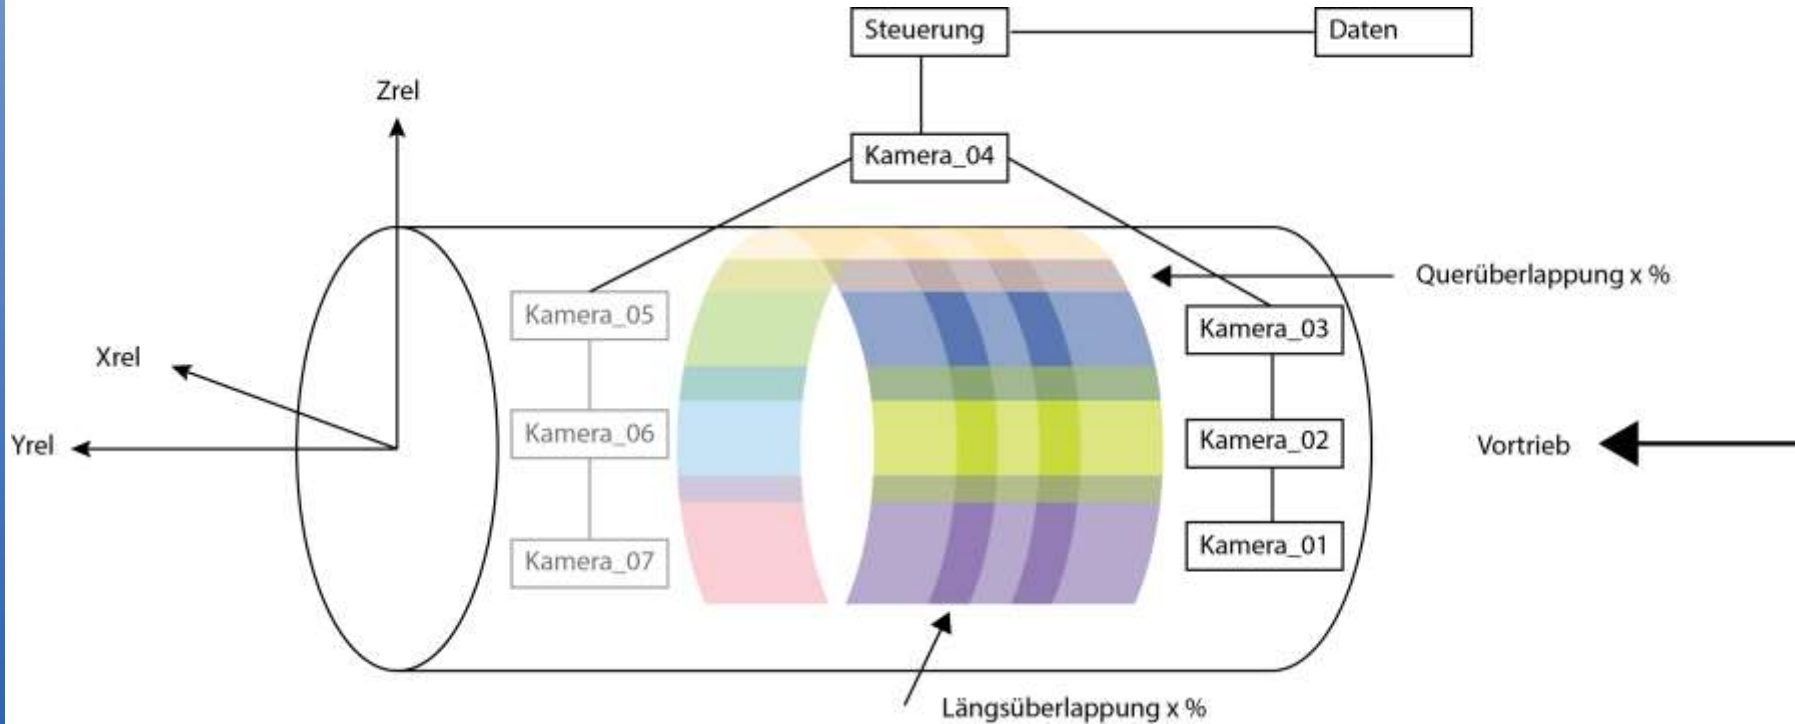 Steuerung
Daten
Zrel
Kamera_04
Querüberlappung x %
Kamera_05
Kamera_03
Xrel
Kamera_06
Kamera_02
Yrel
Vortrieb
Kamera_07
Kamera_01
Längsüberlappung x %